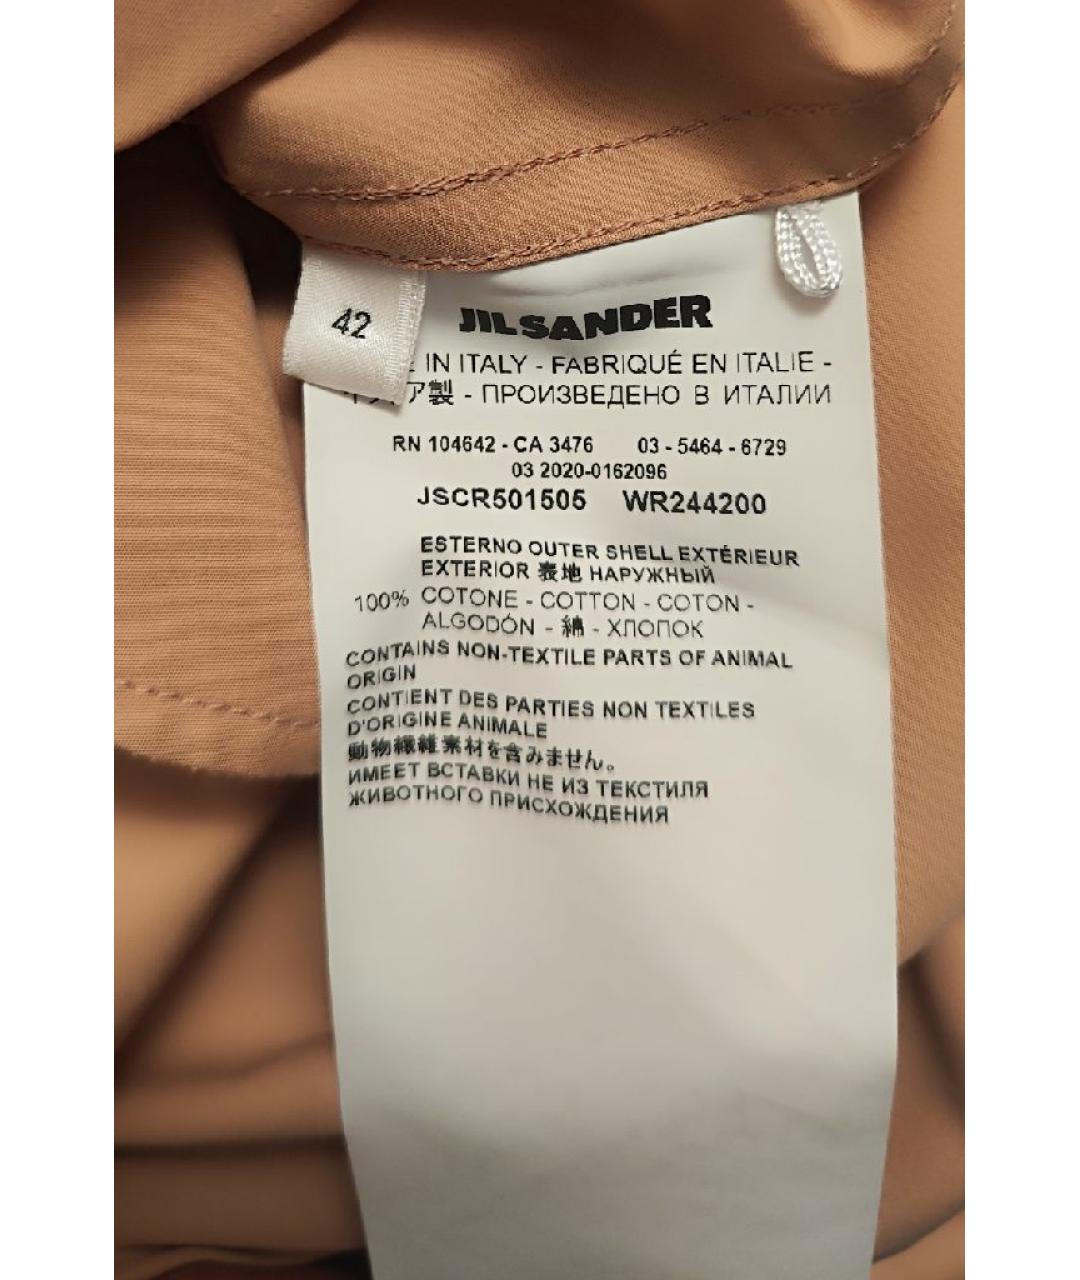 42
JIL SANDER
IN ITALY - FABRIQUÉ EN ITALIE -
ア製 - ПРОИЗВЕДЕНО В ИТАЛИИ
RN 104642 - CA 3476 03 - 5464 - 6729
03 2020-0162096
JSCR501505 WR244200
ESTERNO OUTER SHELL EXTÉRIEUR
EXTERIOR 表地 НАРУЖНЫЙ
100% COTONE - COTTON - COTON -
ALGODÓN - 綿 - ХЛОПОК
CONTAINS NON-TEXTILE PARTS OF ANIMAL
ORIGIN
CONTIENT DES PARTIES NON TEXTILES
D'ORIGINE ANIMALE
動物繊維素材を含みません。
ИМЕЕТ ВСТАВКИ НЕ ИЗ ТЕКСТИЛЯ
ЖИВОТНОГО ПРИСХОЖДЕНИЯ